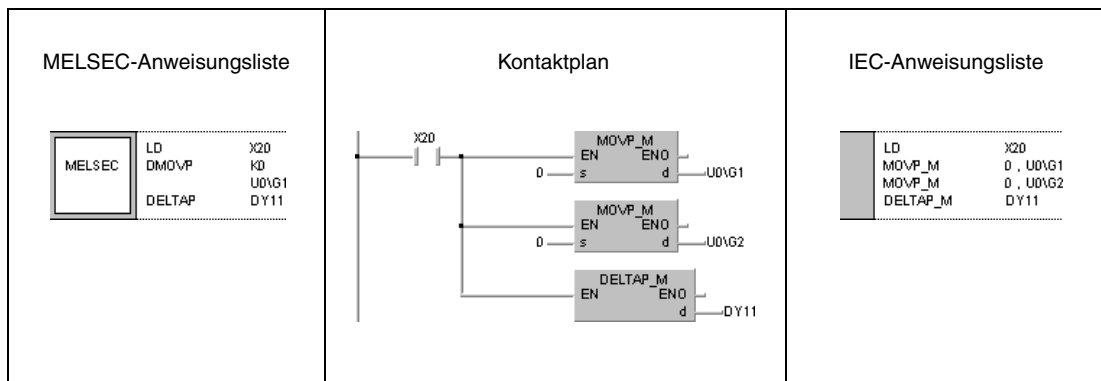 MELSEC-Anweisungsliste
Kontaktplan
IEC-Anweisungsliste
MELSEC
LD X20
DMOVP K0
U0\G1
DELTAP DY11
X20
MOVP_M
EN ENO
0 s d U0\G1
MOVP_M
EN ENO
0 s d U0\G2
DELTAP_M
EN ENO
d DY11
LD X20
MOVP_M 0 , U0\G1
MOVP_M 0 , U0\G2
DELTAP_M DY11